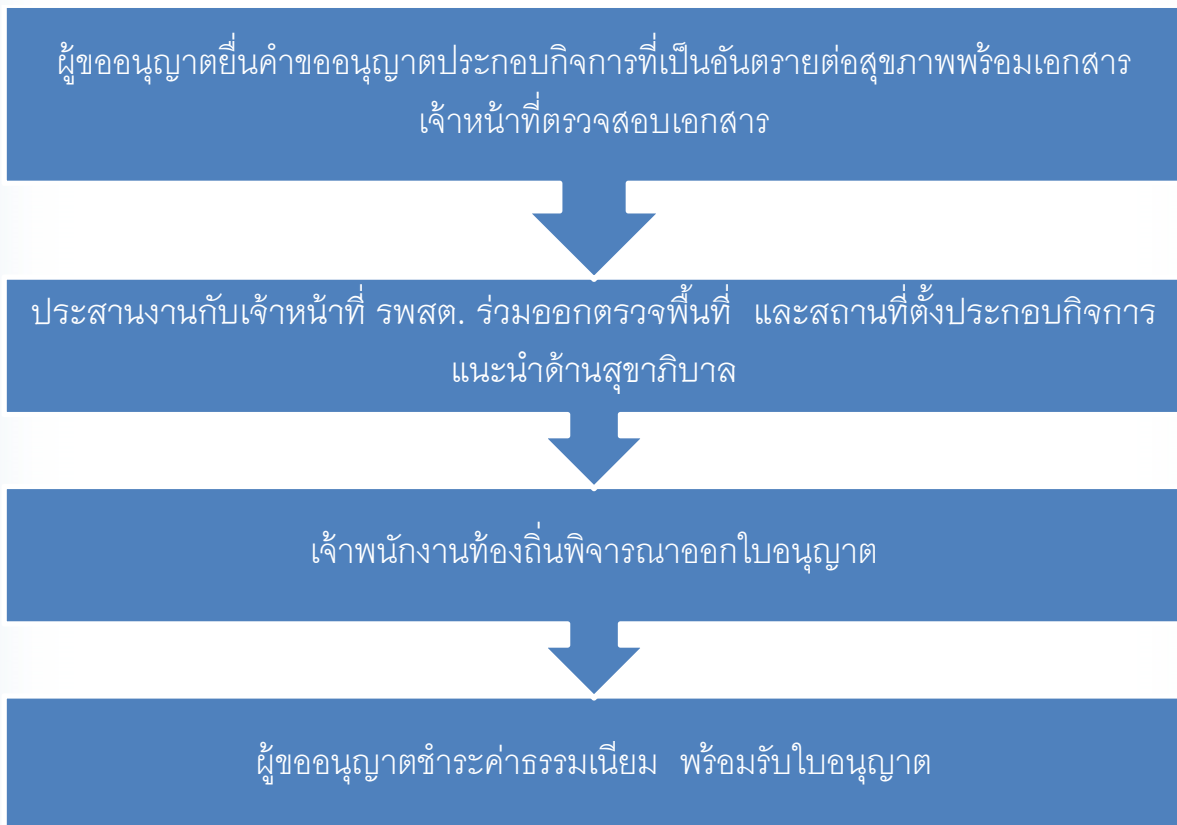 ผู้ขออนุญาตยื่นคำขออนุญาตประกอบกิจการที่เป็นอันตรายต่อสุขภาพพร้อมเอกสาร
เจ้าหน้าที่ตรวจสอบเอกสาร
ประสานงานกับเจ้าหน้าที่ รพสต. ร่วมออกตรวจพื้นที่ และสถานที่ตั้งประกอบกิจการ
แนะนำด้านสุขาภิบาล
เจ้าพนักงานท้องถิ่นพิจารณาออกใบอนุญาต
ผู้ขออนุญาตชำระค่าธรรมเนียม พร้อมรับใบอนุญาต